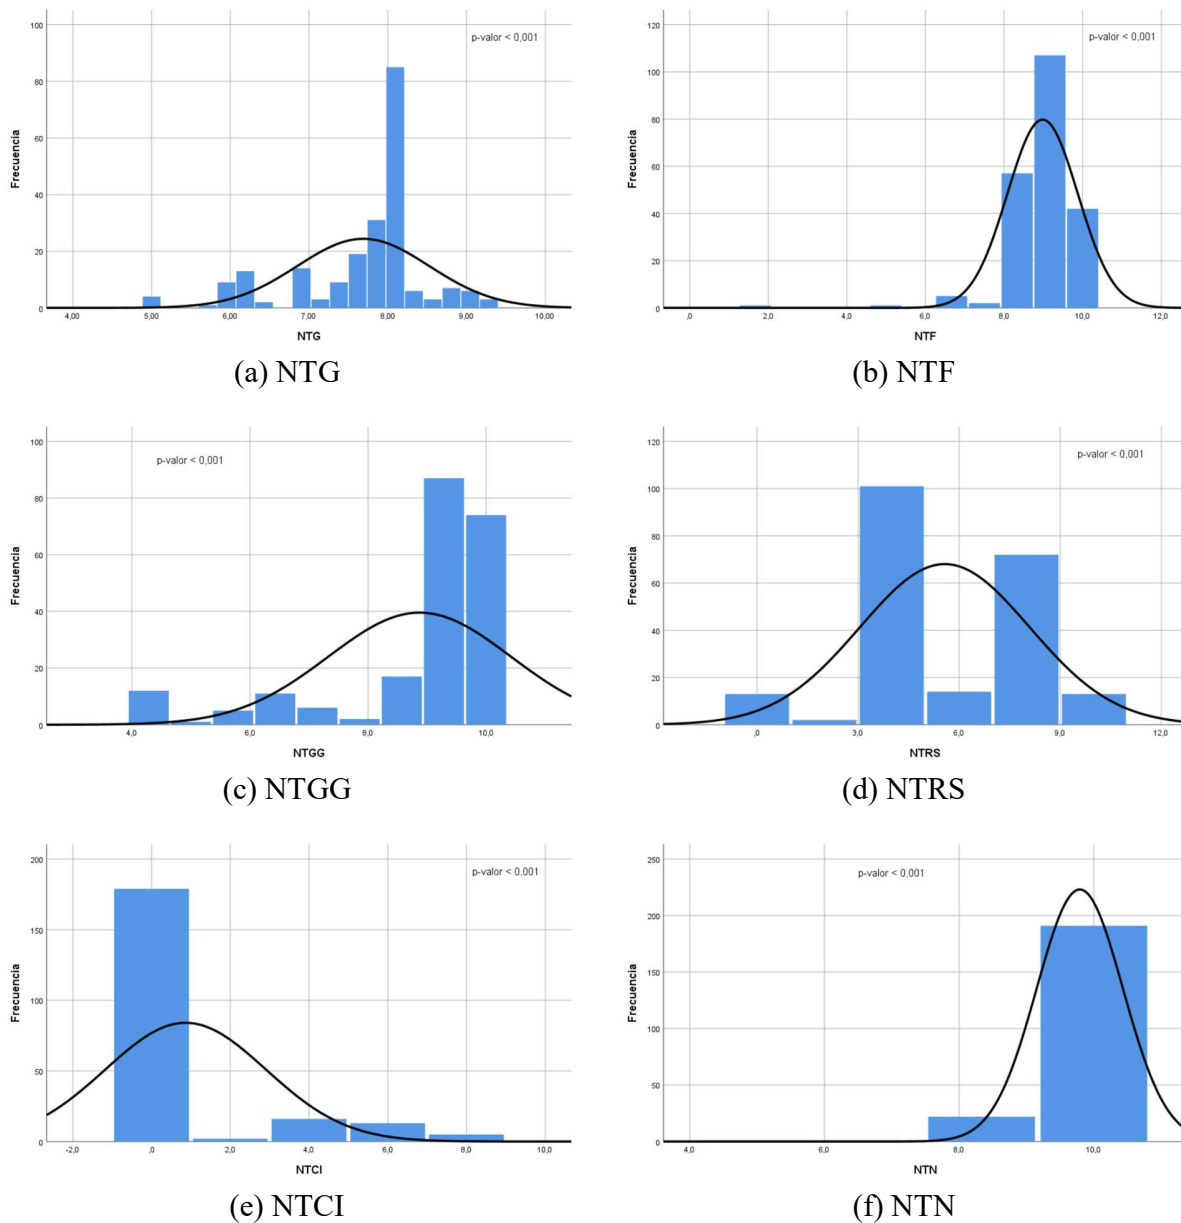 100
80
60
40
20
0
Frecuencia
p-valor < 0,001
4,00 5,00 6,00 7,00 8,00 9,00 10,00
NTG
(a) NTG
120
100
80
60
40
20
0
Frecuencia
p-valor < 0,001
,0 2,0 4,0 6,0 8,0 10,0 12,0
NTF
(b) NTF
100
80
60
40
20
0
Frecuencia
p-valor < 0,001
4,0 6,0 8,0 10,0
NTGG
(c) NTGG
120
100
80
60
40
20
0
Frecuencia
p-valor < 0,001
,0 3,0 6,0 9,0 12,0
NTRS
(d) NTRS
200
150
100
50
0
Frecuencia
p-valor < 0,001
-2,0 ,0 2,0 4,0 6,0 8,0 10,0
NTCI
(e) NTCI
250
200
150
100
50
0
Frecuencia
p-valor < 0,001
4,0 6,0 8,0 10,0
NTN
(f) NTN